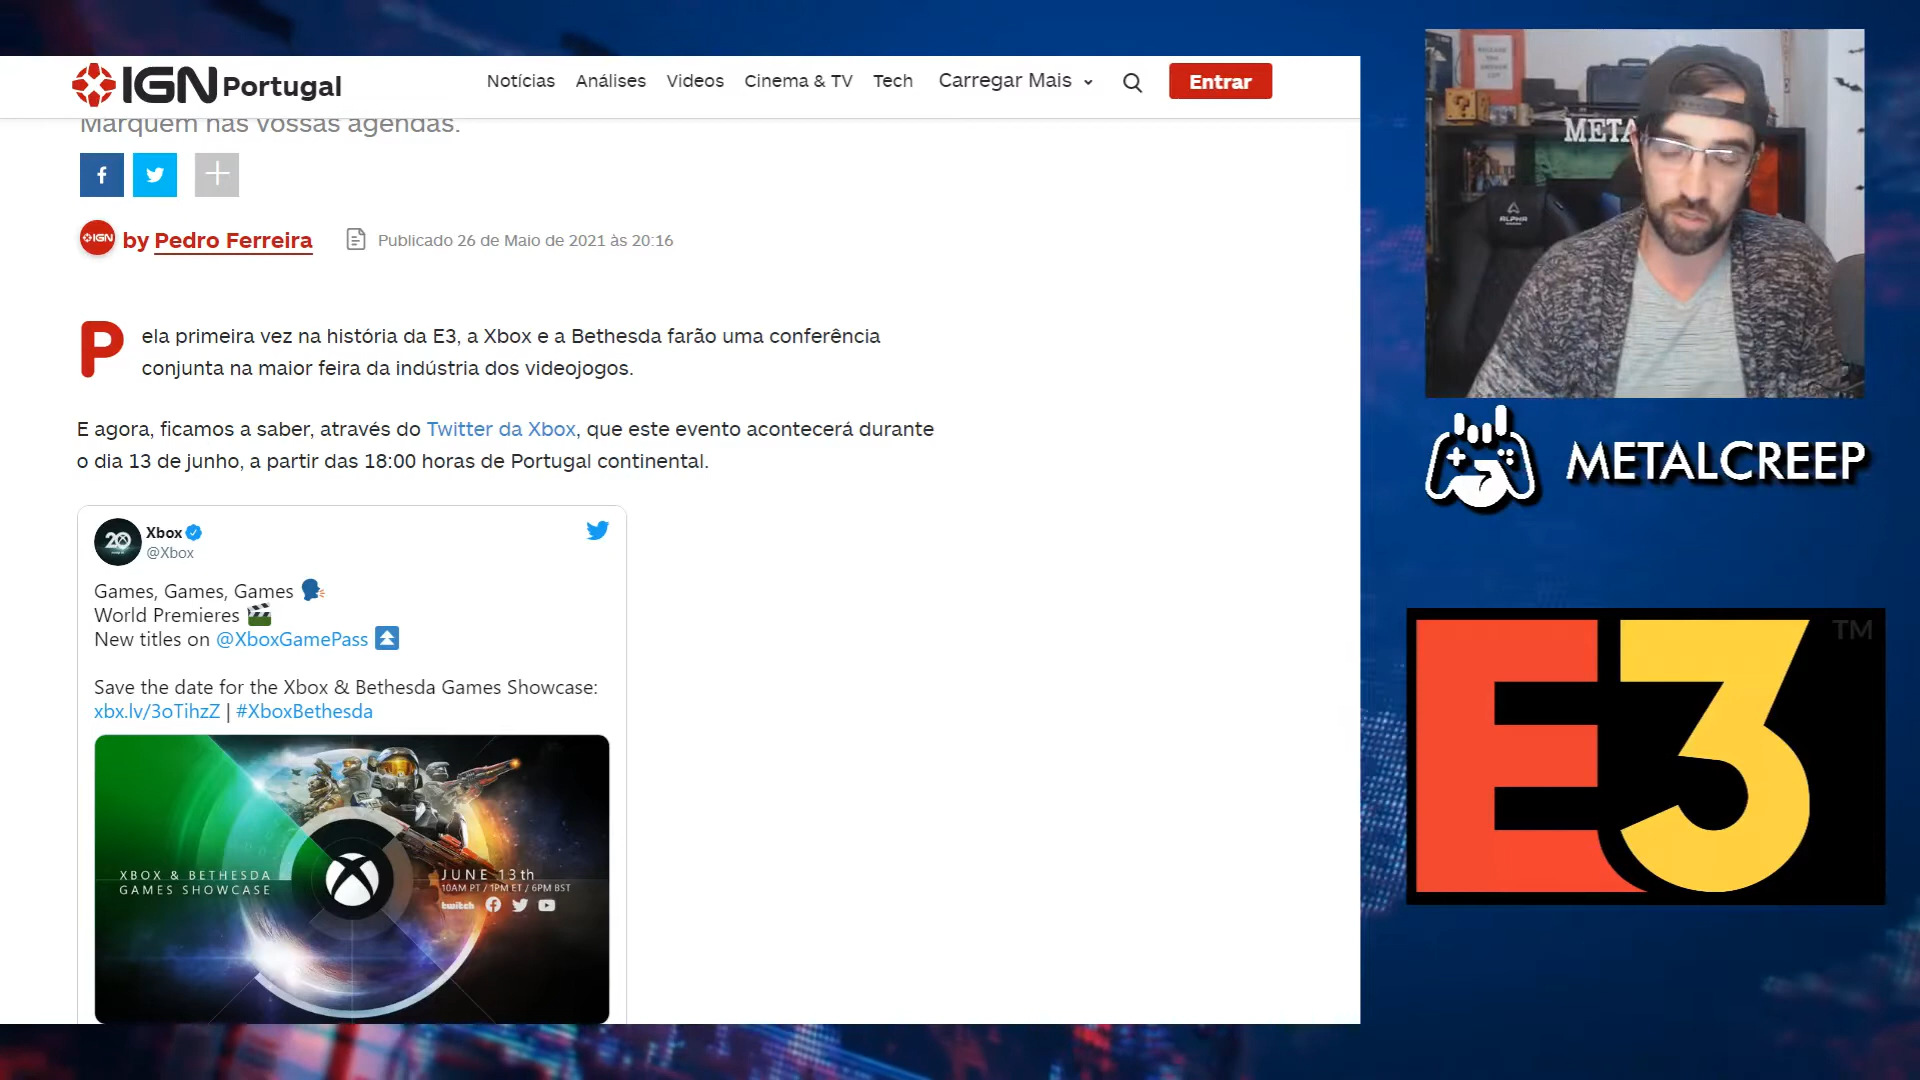 IGN Portugal
Notícias Análises Videos Cinema & TV Tech Carregar Mais Entrar
Marquem nas vossas agendas.
by Pedro Ferreira Publicado 26 de Maio de 2021 às 20:16
Pela primeira vez na história da E3, a Xbox e a Bethesda farão uma conferência
conjunta na maior feira da indústria dos videojogos.
E agora, ficamos a saber, através do Twitter da Xbox, que este evento acontecerá durante
o dia 13 de junho, a partir das 18:00 horas de Portugal continental.
Xbox
@Xbox
Games, Games, Games
World Premieres
New titles on @XboxGamePass
Save the date for the Xbox & Bethesda Games Showcase:
xbx.lv/3oTihzZ | #XboxBethesda
XBOX & BETHESDA
GAMES SHOWCASE
JUNE 13th
10AM PT / 1PM ET / 6PM BST
twitch
META
ALPHA
METALCREEP
E3 TM